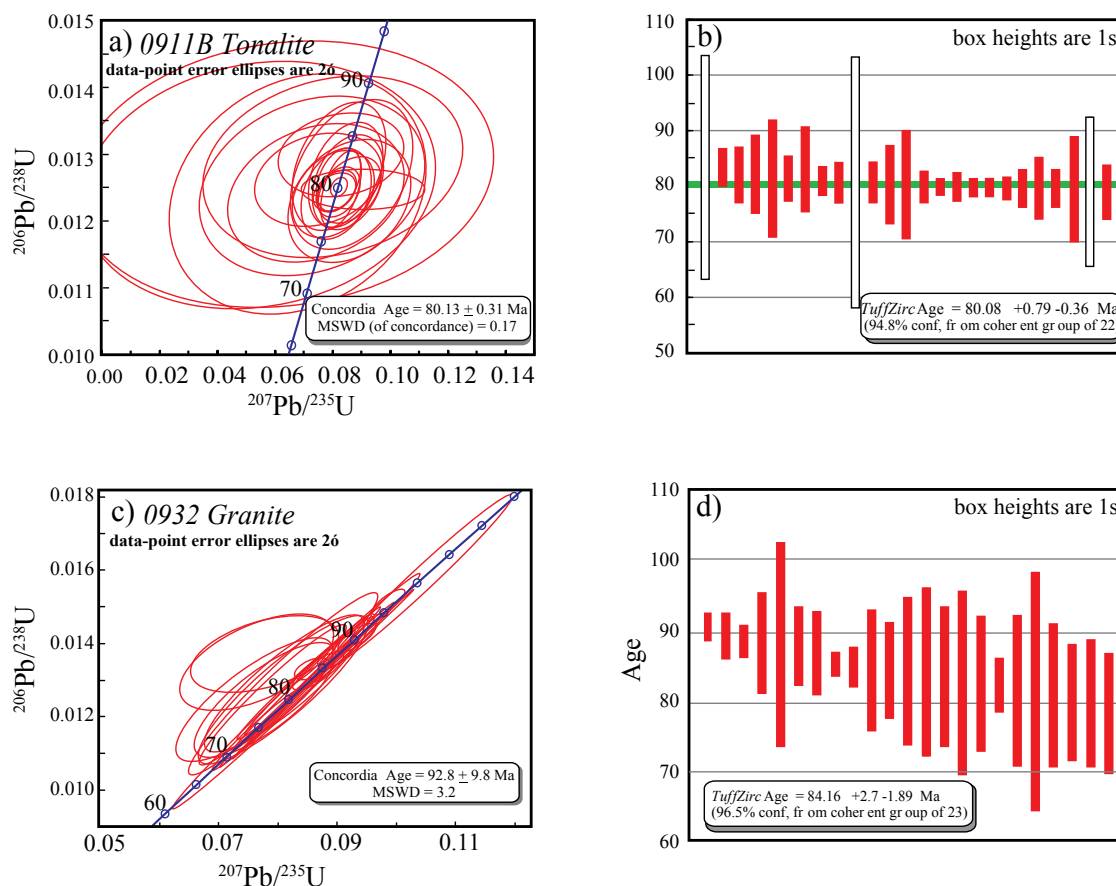 a) 0911B Tonalite
data-point error ellipses are 2ó
0.015
0.014
0.013
0.012
0.011
0.010
90
80
70
Concordia Age = 80.13 ± 0.31 Ma
MSWD (of concordance) = 0.17
0.00 0.02 0.04 0.06 0.08 0.10 0.12 0.14
206Pb/238U
207Pb/235U
b)
box heights are 1s
110
100
90
80
70
60
50
TuffZirc Age = 80.08 +0.79 -0.36 Ma
(94.8% conf, fr om coher ent gr oup of 22
c) 0932 Granite
data-point error ellipses are 2ó
0.018
0.016
0.014
0.012
0.010
90
80
70
60
Concordia Age = 92.8 ± 9.8 Ma
MSWD = 3.2
0.05 0.07 0.09 0.11
206Pb/238U
207Pb/235U
d)
box heights are 1s
110
100
90
80
70
60
Age
TuffZirc Age = 84.16 +2.7 -1.89 Ma
(96.5% conf, fr om coher ent gr oup of 23)